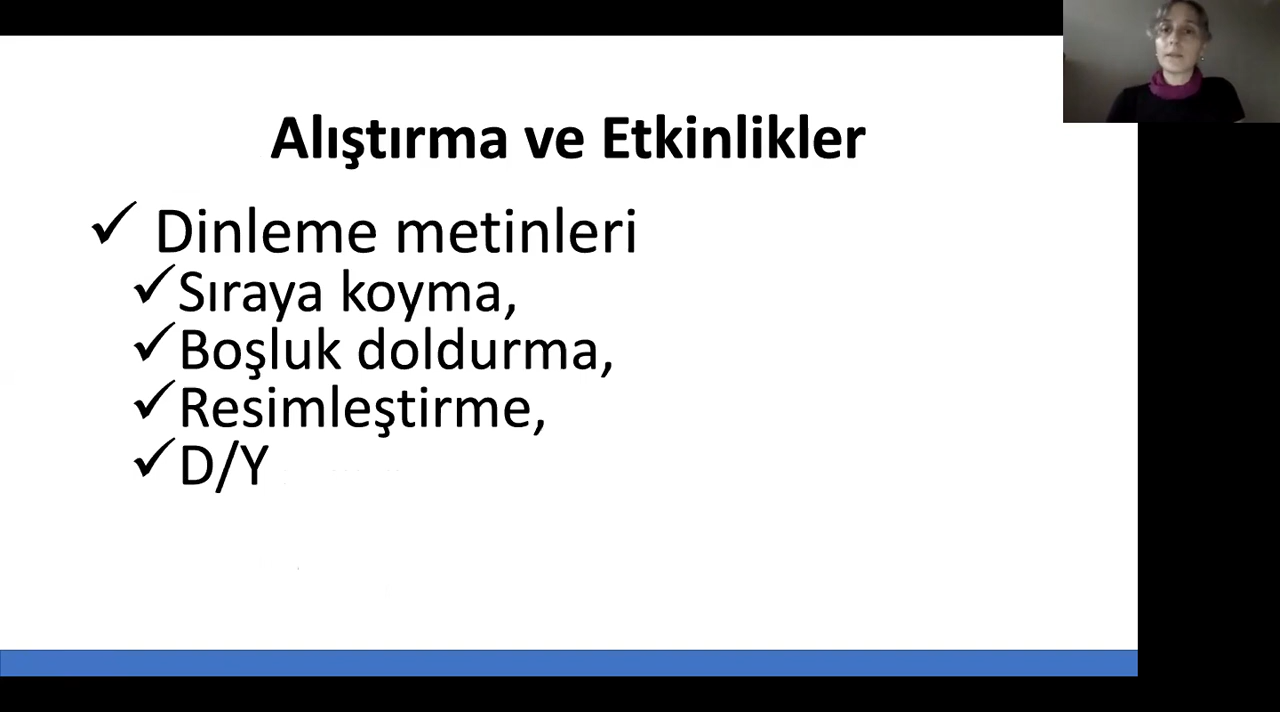 Alıştırma ve Etkinlikler
✓ Dinleme metinleri
✓Sıraya koyma,
✓Boşluk doldurma,
✓Resimleştirme,
✓D/Y